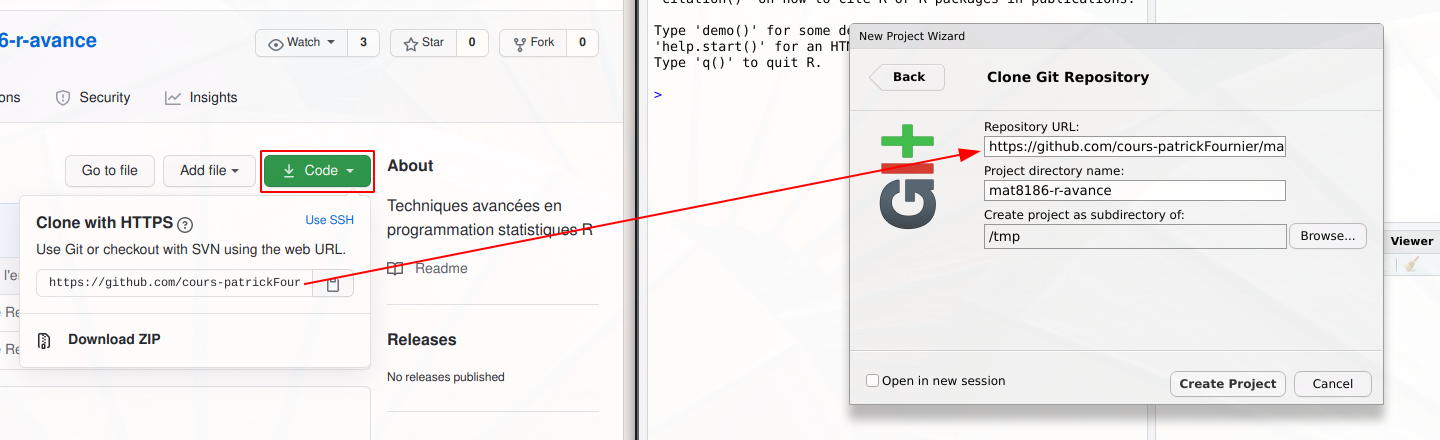 6-r-avance
Watch 3
Star 0
Fork 0
ons
Security
Insights
Go to file
Add file
Code
About
Techniques avancées en
programmation statistiques R
Readme
Clone with HTTPS ?
Use SSH
Use Git or checkout with SVN using the web URL.
https://github.com/cours-patrickFour
Download ZIP
l'e
Re
Re
Releases
No releases published
'citation()' on how to cite R or R packages in publications.
Type 'demo()' for some de
'help.start()' for an HTM
Type 'q()' to quit R.
>
New Project Wizard
Back
Clone Git Repository
Git
Repository URL:
https://github.com/cours-patrickFournier/ma
Project directory name:
mat8186-r-avance
Create project as subdirectory of:
/tmp
Browse...
Open in new session
Create Project
Cancel
Viewer